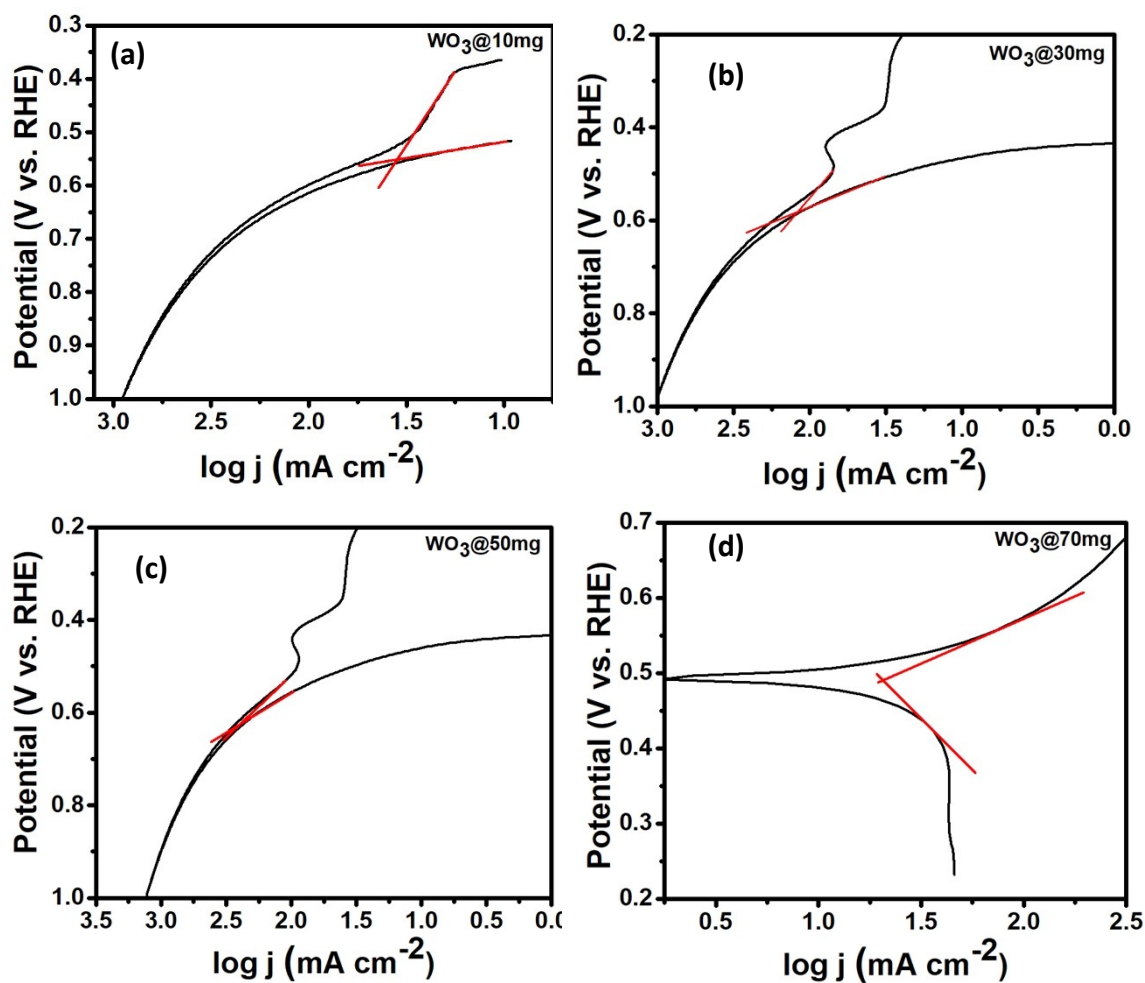 (a)
WO₃@10mg
Potential (V vs. RHE)
0.3
0.4
0.5
0.6
0.7
0.8
0.9
1.0
3.0 2.5 2.0 1.5 1.0
log j (mA cm⁻²)
(b)
WO₃@30mg
Potential (V vs. RHE)
0.2
0.4
0.6
0.8
1.0
3.0 2.5 2.0 1.5 1.0 0.5 0.0
log j (mA cm⁻²)
(c)
WO₃@50mg
Potential (V vs. RHE)
0.2
0.4
0.6
0.8
1.0
3.5 3.0 2.5 2.0 1.5 1.0 0.5 0.0
log j (mA cm⁻²)
(d)
WO₃@70mg
Potential (V vs. RHE)
0.7
0.6
0.5
0.4
0.3
0.2
0.5 1.0 1.5 2.0 2.5
log j (mA cm⁻²)